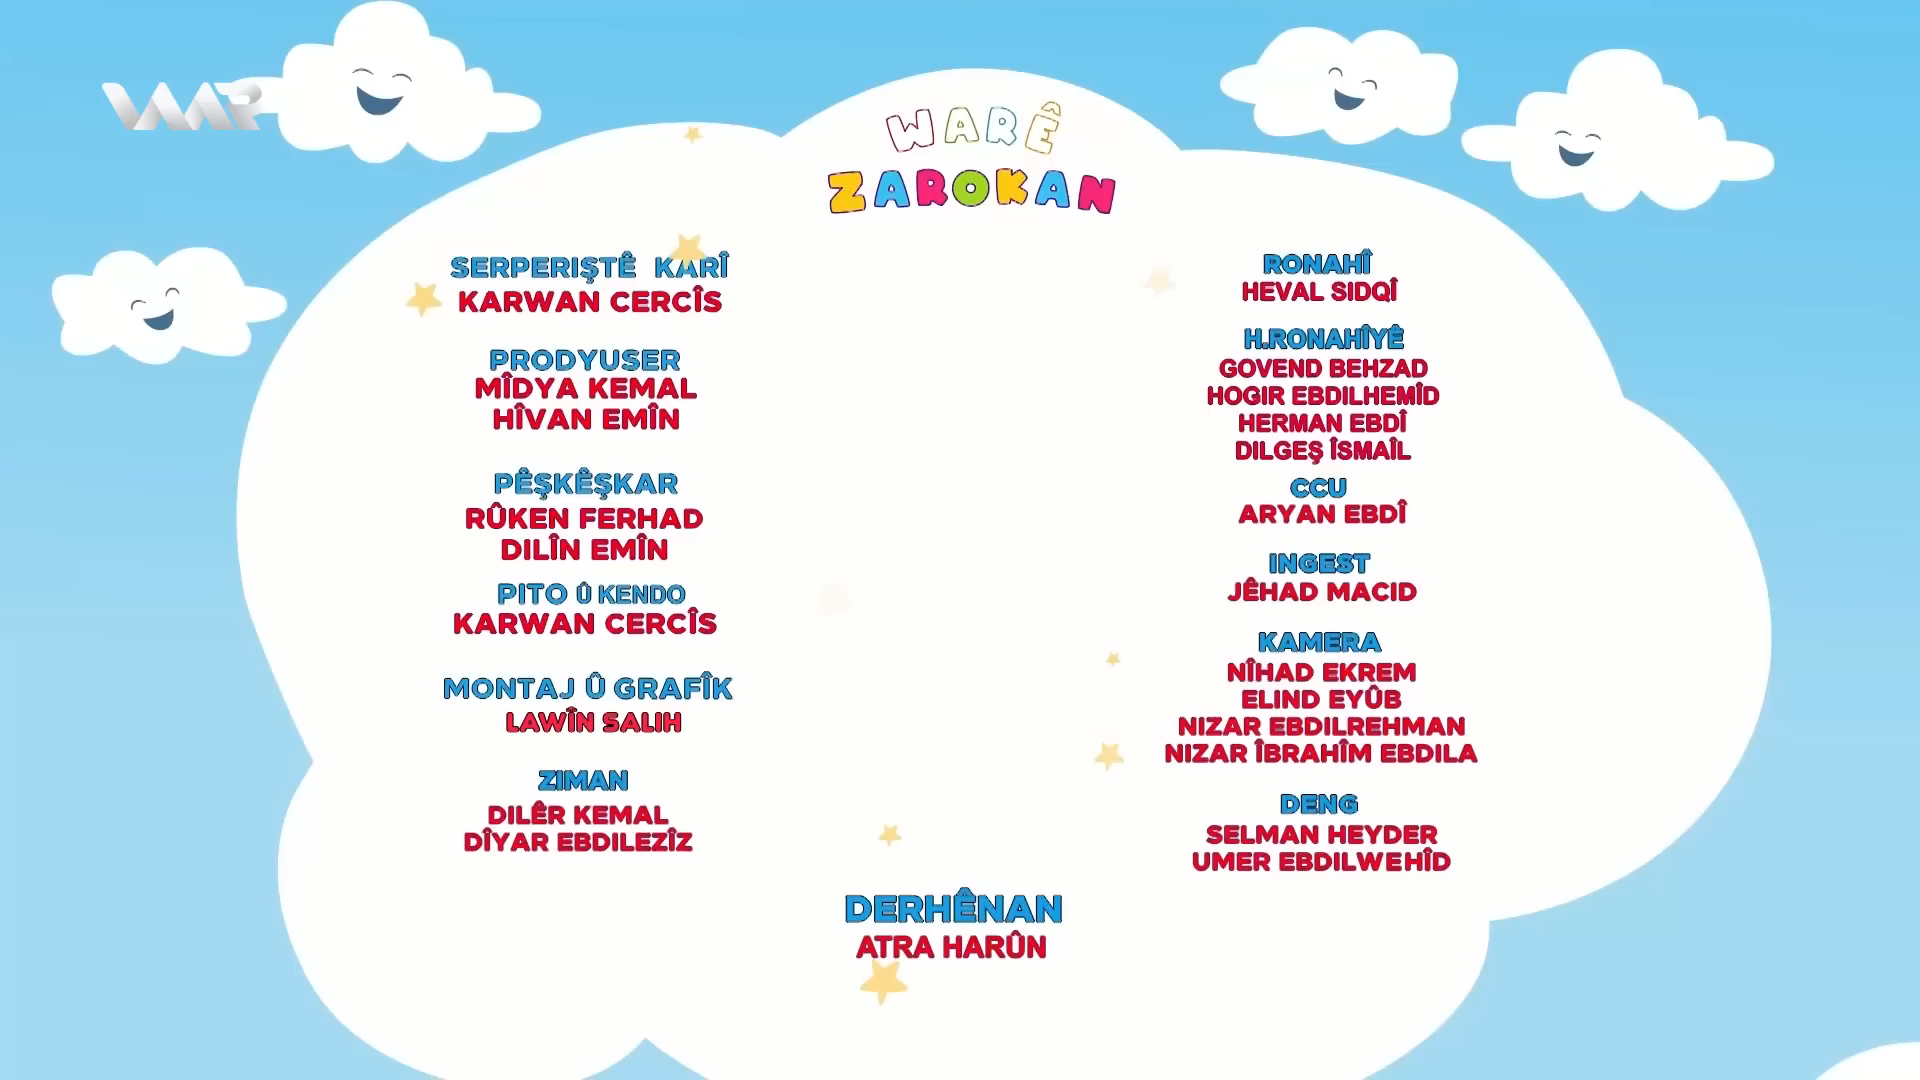 WAAR
WARÊ
ZAROKAN
SERPERIŞTÊ KARÎ
KARWAN CERCÎS
PRODYUSER
MÎDYA KEMAL
HÎVAN EMÎN
PÊŞKÊŞKAR
RÛKEN FERHAD
DILÎN EMÎN
PITO Û KENDO
KARWAN CERCÎS
MONTAJ Û GRAFÎK
LAWÎN SALIH
ZIMAN
DILÊR KEMAL
DÎYAR EBDILEZÎZ
RONAHÎ
HEVAL SIDQÎ
H.RONAHÎYÊ
GOVEND BEHZAD
HOGIR EBDILHEMÎD
HERMAN EBDÎ
DILGEŞ ÎSMAÎL
CCU
ARYAN EBDÎ
INGEST
JÊHAD MACID
KAMERA
NÎHAD EKREM
ELIND EYÛB
NIZAR EBDILREHMAN
NIZAR ÎBRAHÎM EBDILA
DENG
SELMAN HEYDER
UMER EBDILWEHÎD
DERHÊNAN
ATRA HARÛN